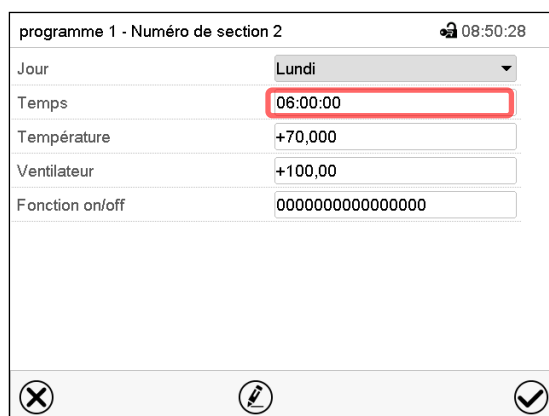 programme 1 - Numéro de section 2 08:50:28
Jour Lundi
Temps 06:00:00
Température +70,000
Ventilateur +100,00
Fonction on/off 0000000000000000